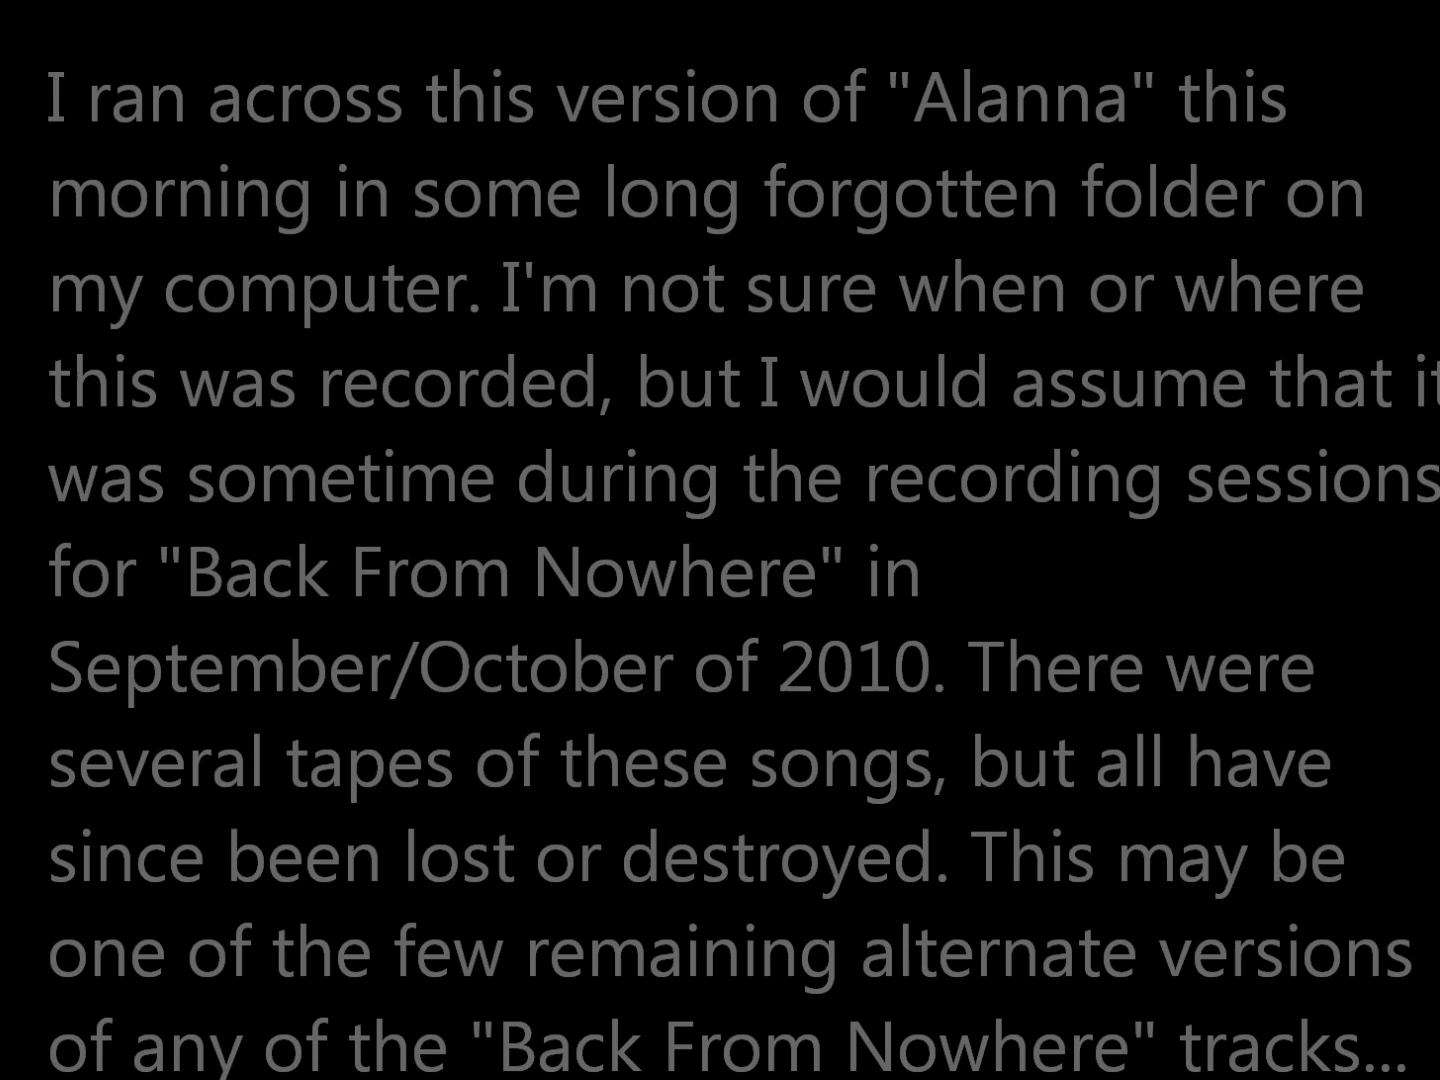 I ran across this version of "Alanna" this
morning in some long forgotten folder on
my computer. I'm not sure when or where
this was recorded, but I would assume that it
was sometime during the recording sessions
for "Back From Nowhere" in
September/October of 2010. There were
several tapes of these songs, but all have
since been lost or destroyed. This may be
one of the few remaining alternate versions
of any of the "Back From Nowhere" tracks...